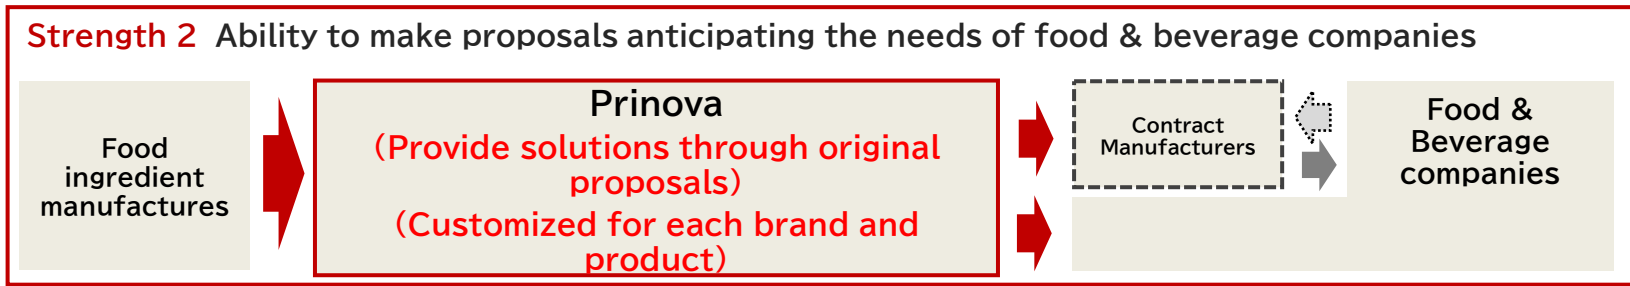 Strength 2 Ability to make proposals anticipating the needs of food & beverage companies
Food
ingredient
manufactures
Prinova
(Provide solutions through original
proposals)
(Customized for each brand and
product)
Contract
Manufacturers
Food &
Beverage
companies